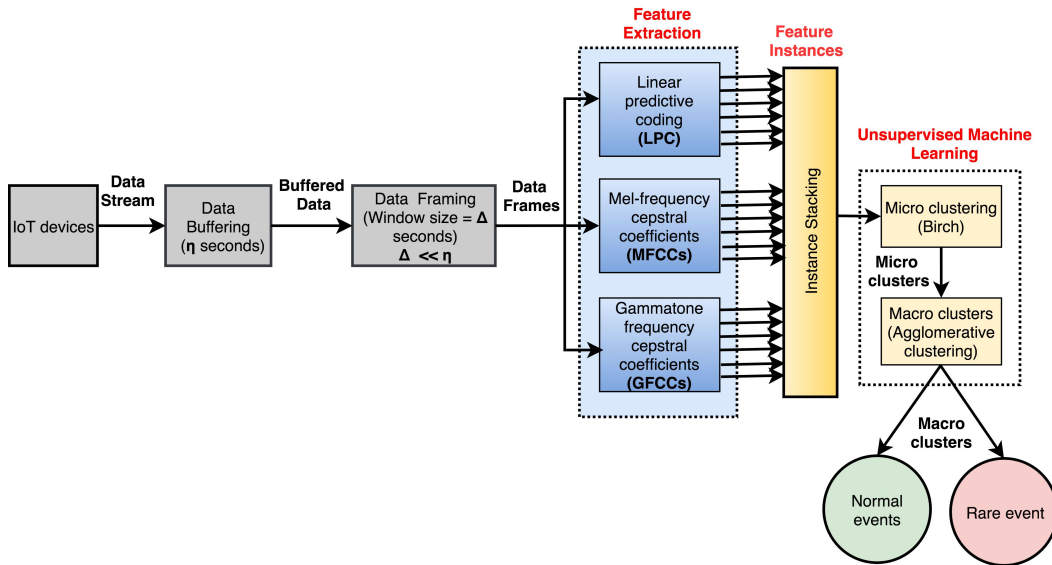 IoT devices
Data
Stream
Data
Buffering
(η seconds)
Buffered
Data
Data Framing
(Window size = Δ
seconds)
Δ << η
Data
Frames
Feature
Extraction
Linear
predictive
coding
(LPC)
Mel-frequency
cepstral
coefficients
(MFCCs)
Gammatone
frequency
cepstral
coefficients
(GFCCs)
Feature
Instances
Instance Stacking
Unsupervised Machine
Learning
Micro clustering
(Birch)
Micro
clusters
Macro clusters
(Agglomerative
clustering)
Macro
clusters
Normal
events
Rare event